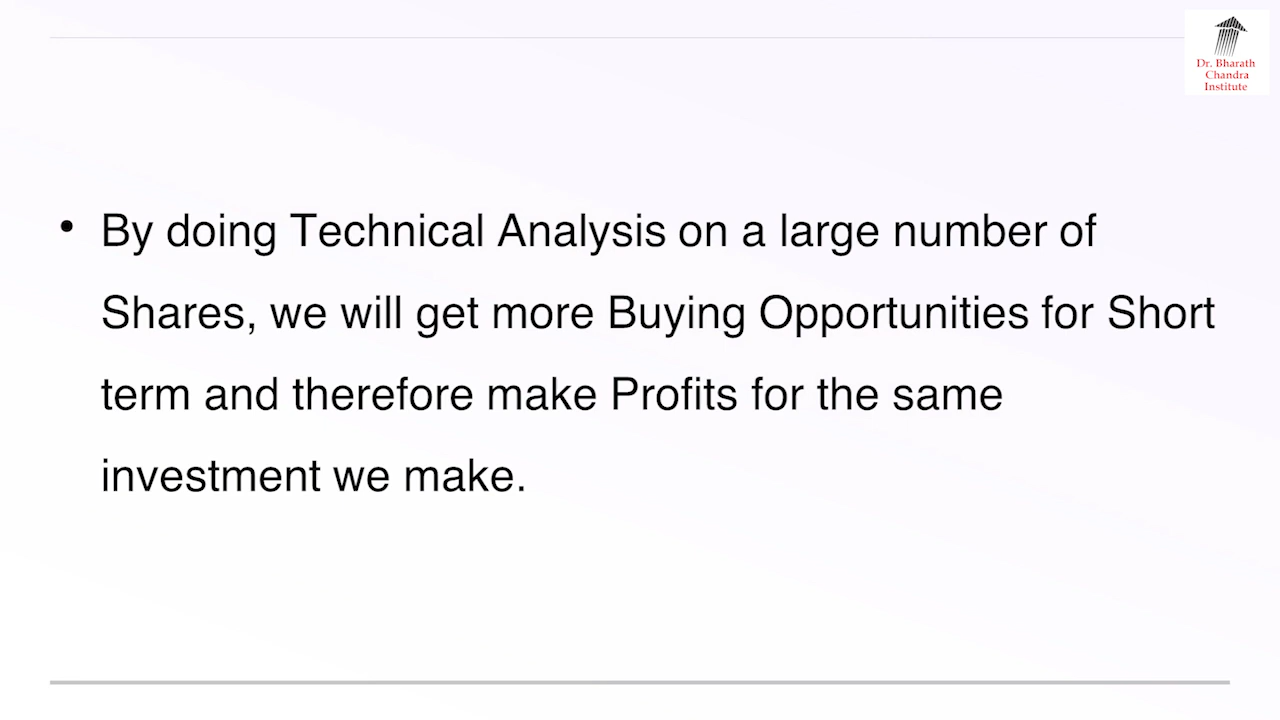 Dr. Bharath
Chandra
Institute
• By doing Technical Analysis on a large number of
Shares, we will get more Buying Opportunities for Short
term and therefore make Profits for the same
investment we make.